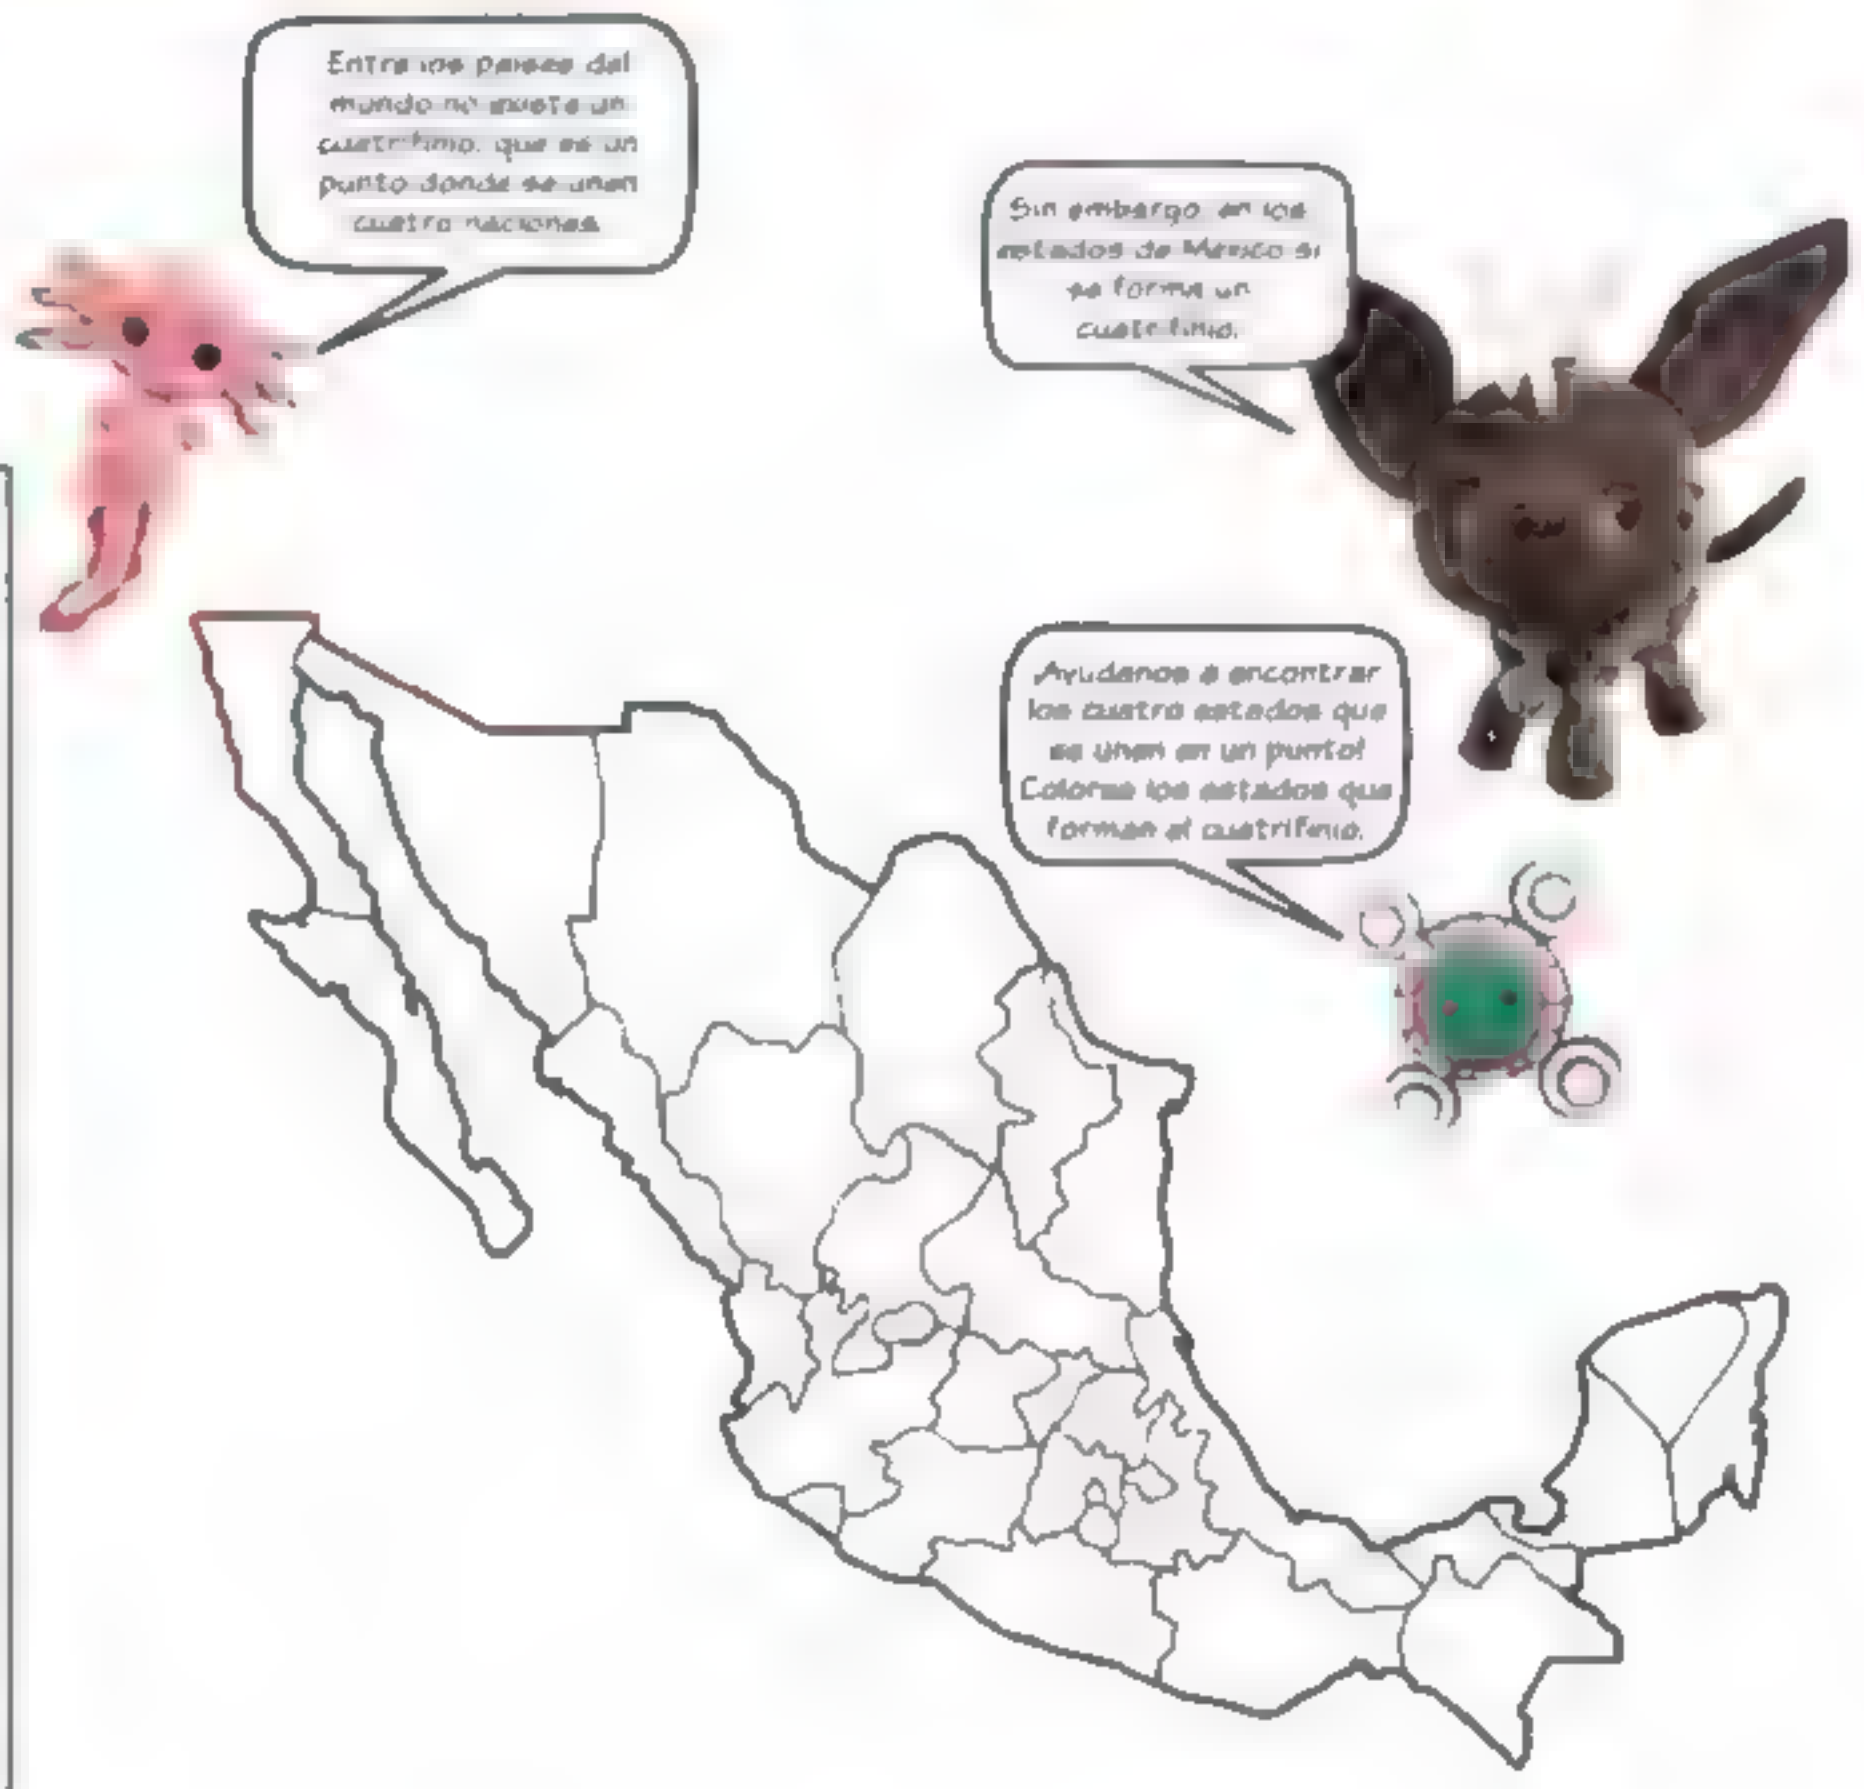 Entre los países del
mundo no existe un
cuatrifinio, que es un
punto donde se unen
cuatro naciones.
Sin embargo, en los
estados de México si
se forma un
cuatrifinio.
¡Ayudanos a encontrar
los cuatro estados que
se unen en un punto!
Colorea los estados que
forman el cuatrifinio.